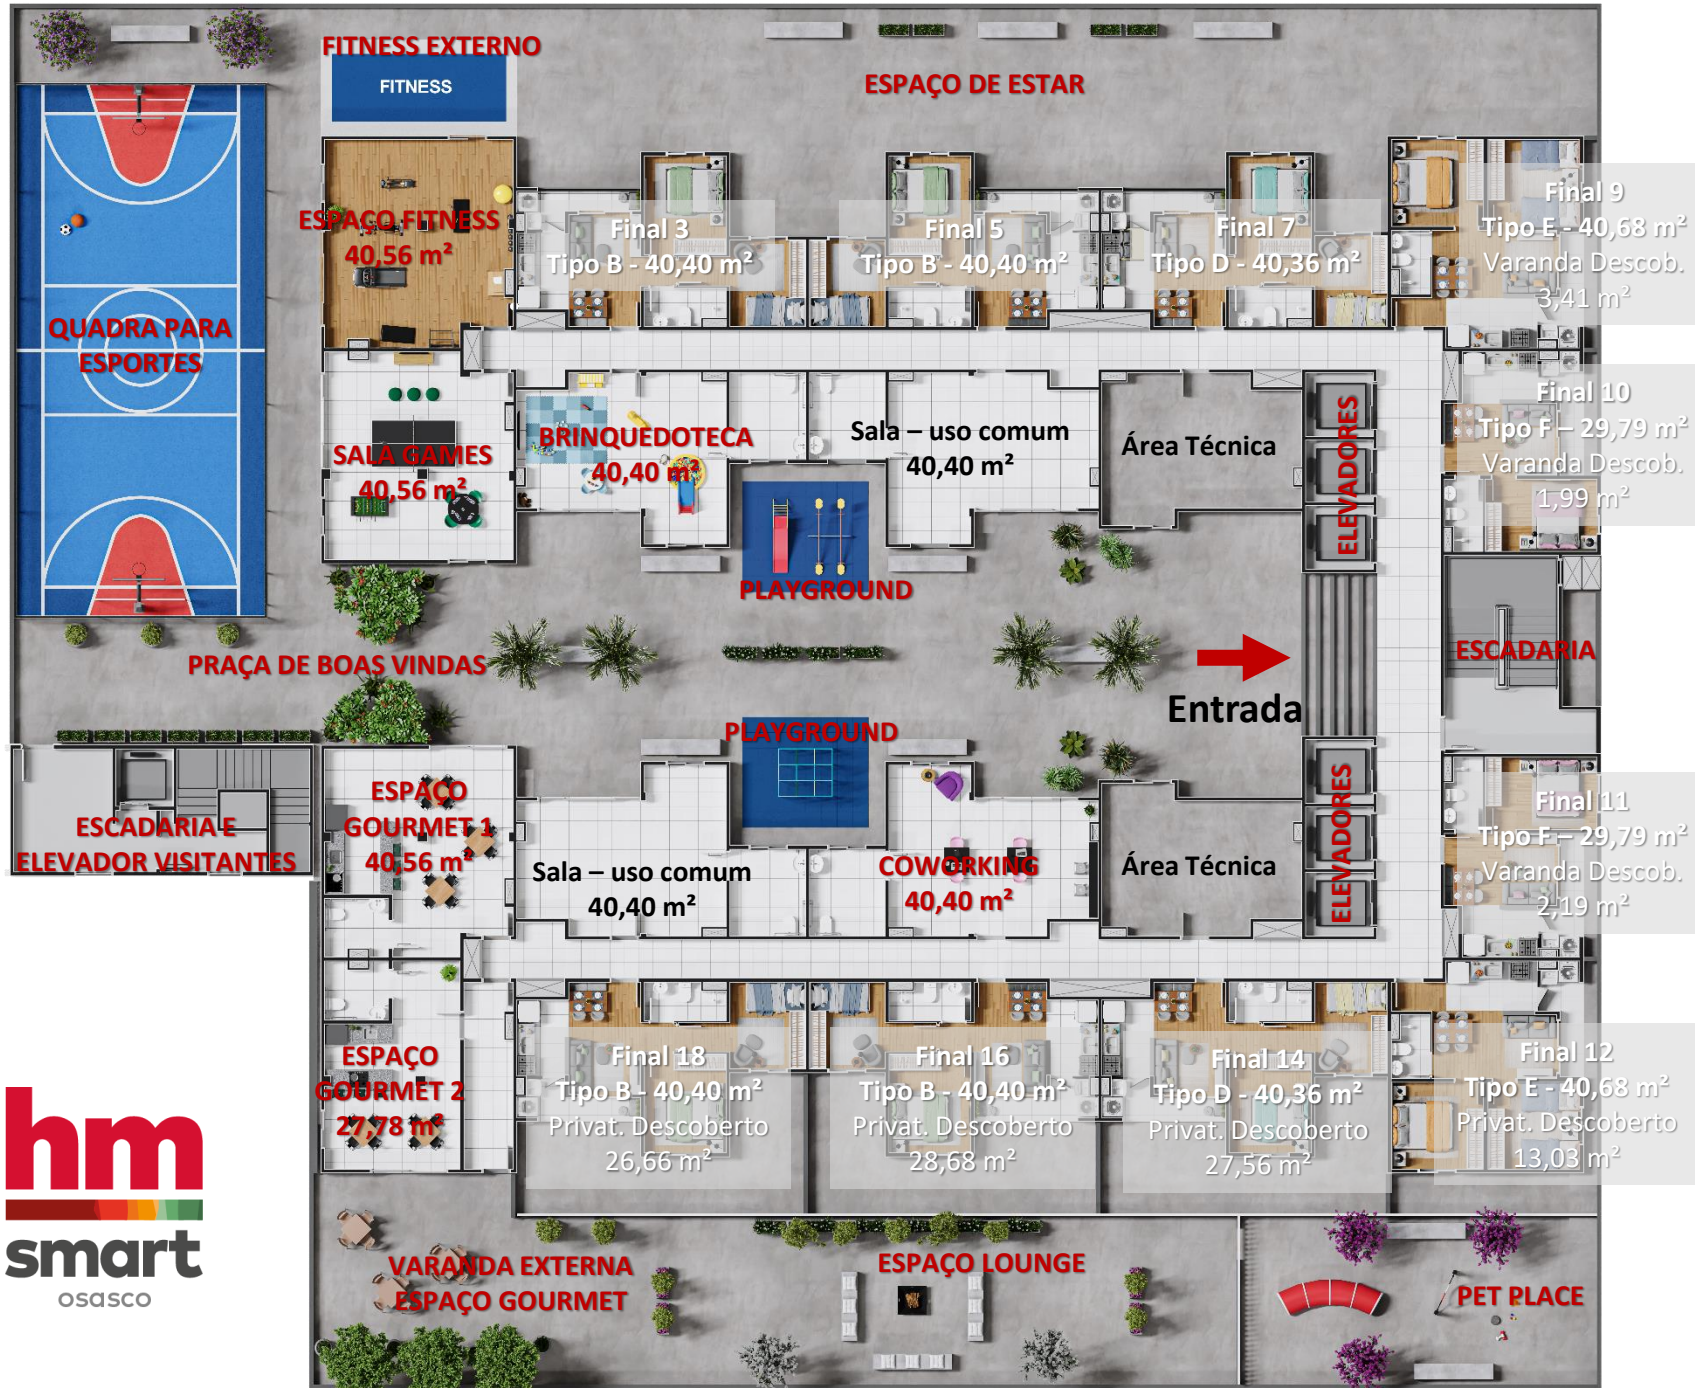 FITNESS EXTERNO
FITNESS
ESPAÇO DE ESTAR
ESPAÇO FITNESS
40,56 m²
Final 3
Tipo B - 40,40 m²
Final 5
Tipo B - 40,40 m²
Final 7
Tipo D - 40,36 m²
Final 9
Tipo E - 40,68 m²
Varanda Descob.
3,41 m²
QUADRA PARA
ESPORTES
SALA GAMES
40,56 m²
BRINQUEDOTECA
40,40 m²
Sala – uso comum
40,40 m²
Área Técnica
ELEVADORES
Final 10
Tipo F – 29,79 m²
Varanda Descob.
1,99 m²
PLAYGROUND
PRAÇA DE BOAS VINDAS
Entrada
ESCADARIA
PLAYGROUND
ESCADARIA E
ELEVADOR VISITANTES
ESPAÇO
GOURMET 1
40,56 m²
Sala – uso comum
40,40 m²
COWORKING
40,40 m²
Área Técnica
ELEVADORES
Final 11
Tipo F – 29,79 m²
Varanda Descob.
2,19 m²
ESPAÇO
GOURMET 2
27,78 m²
Final 18
Tipo B - 40,40 m²
Privat. Descoberto
26,66 m²
Final 16
Tipo B - 40,40 m²
Privat. Descoberto
28,68 m²
Final 14
Tipo D - 40,36 m²
Privat. Descoberto
27,56 m²
Final 12
Tipo E - 40,68 m²
Privat. Descoberto
13,03 m²
hm
smart
osasco
VARANDA EXTERNA
ESPAÇO GOURMET
ESPAÇO LOUNGE
PET PLACE